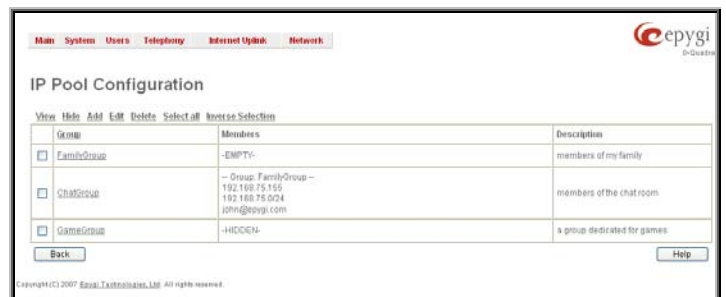 Main System Users Telephony Internet Uplink Network
epygi
Quadro
IP Pool Configuration
View Hide Add Edit Delete Select all Inverse Selection
Group Members Description
FamilyGroup -EMPTY- members of my family
ChatGroup -- Group: FamilyGroup -- members of the chat room
192.168.75.155
192.168.75.0/24
john@epygi.com
GameGroup -HIDDEN- a group dedicated for games
Back Help
Copyright (C) 2007 Epygi Technologies, Ltd. All rights reserved.